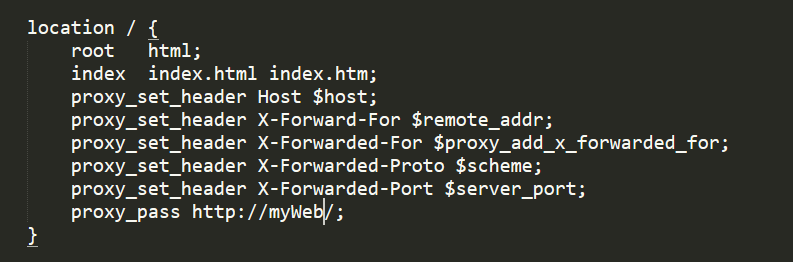 location / {
    root   html;
    index  index.html index.htm;
    proxy_set_header Host $host;
    proxy_set_header X-Forward-For $remote_addr;
    proxy_set_header X-Forwarded-For $proxy_add_x_forwarded_for;
    proxy_set_header X-Forwarded-Proto $scheme;
    proxy_set_header X-Forwarded-Port $server_port;
    proxy_pass http://myWeb/;
}